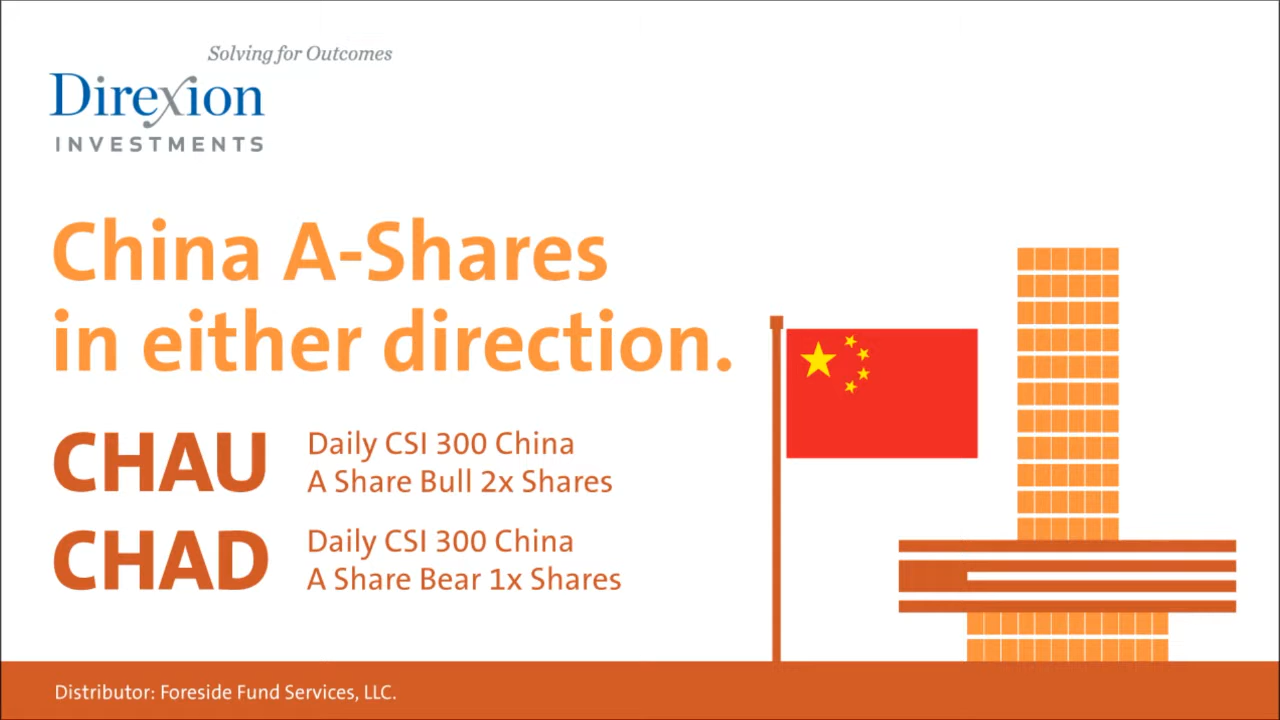 Solving for Outcomes
Direxion
INVESTMENTS
China A-Shares
in either direction.
CHAU
Daily CSI 300 China
A Share Bull 2x Shares
CHAD
Daily CSI 300 China
A Share Bear 1x Shares
Distributor: Foreside Fund Services, LLC.